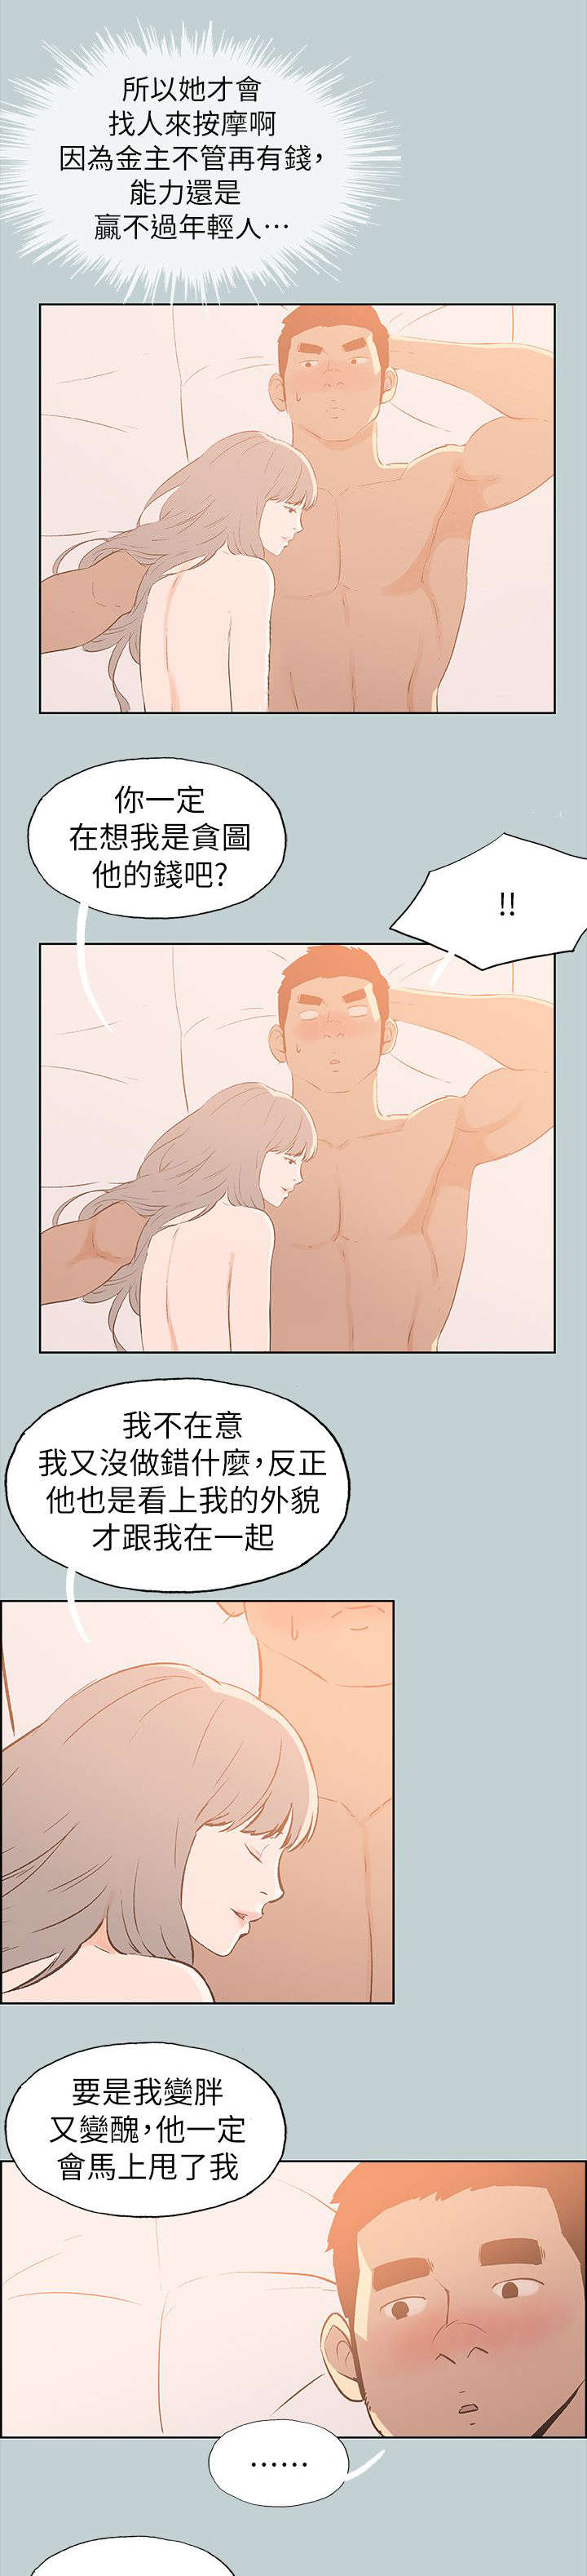 所以她才會
找人來按摩啊
因為金主不管再有錢，
能力還是
贏不過年輕人…
你一定
在想我是貪圖
他的錢吧?
!!
我不在意
我又沒做錯什麼，反正
他也是看上我的外貌
才跟我在一起
要是我變胖
又變醜，他一定
會馬上甩了我
……